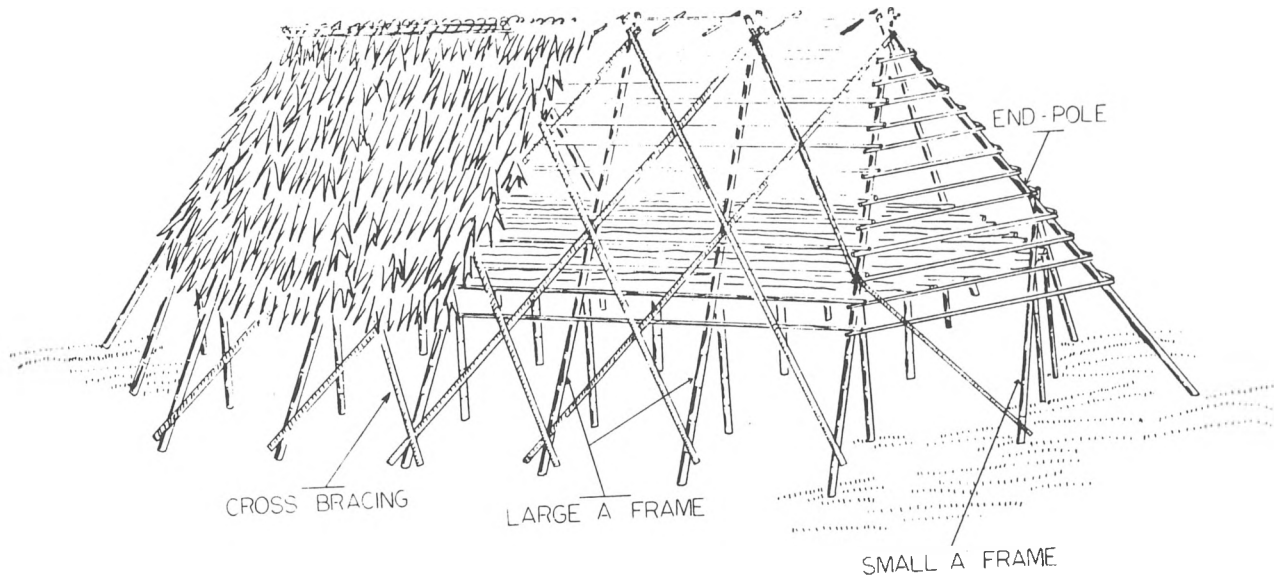 END-POLE
CROSS BRACING
LARGE A FRAME
SMALL A FRAME